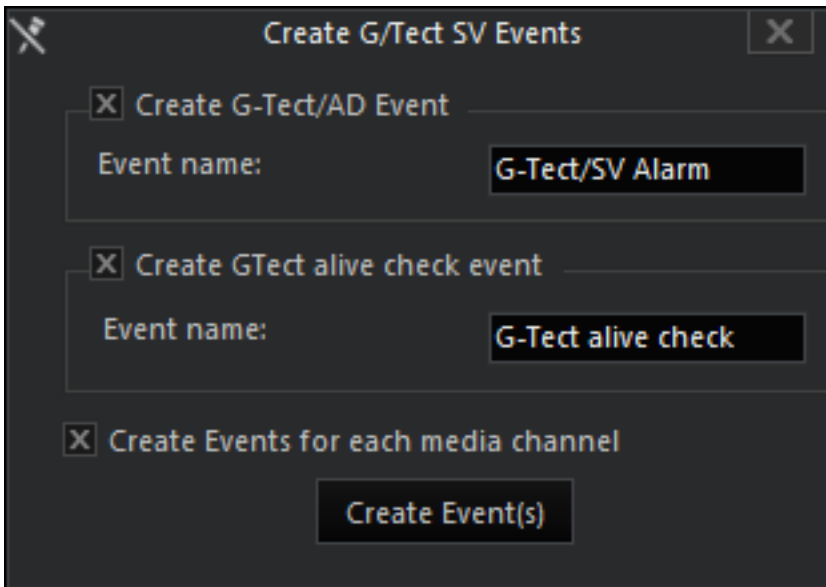 Create G/Tect SV Events
Create G-Tect/AD Event
Event name: G-Tect/SV Alarm
Create GTect alive check event
Event name: G-Tect alive check
Create Events for each media channel
Create Event(s)